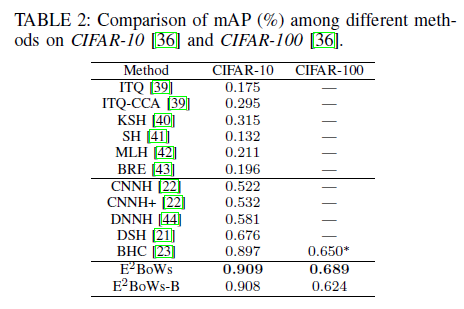 TABLE 2: Comparison of mAP (%) among different meth-
ods on CIFAR-10 [36] and CIFAR-100 [36].
Method CIFAR-10 CIFAR-100
ITQ [39] 0.175 —
ITQ-CCA [39] 0.295 —
KSH [40] 0.315 —
SH [41] 0.132 —
MLH [42] 0.211 —
BRE [43] 0.196 —
CNNH [22] 0.522 —
CNNH+ [22] 0.532 —
DNNH [44] 0.581 —
DSH [21] 0.676 —
BHC [23] 0.897 0.650*
E²BoWs 0.909 0.689
E²BoWs-B 0.908 0.624